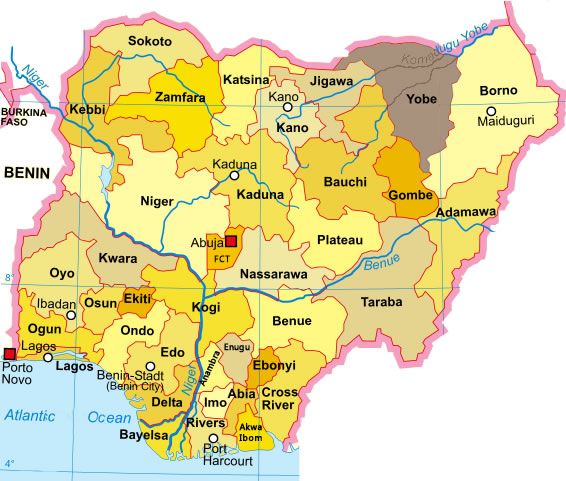 Sokoto
Niger
Kebbi
Zamfara
Katsina
Jigawa
Kano
Kano
Komadugu Yobe
Yobe
Borno
Maiduguri
BURKINA
FASO
BENIN
Kaduna
Kaduna
Niger
Bauchi
Gombe
Adamawa
Abuja
FCT
Plateau
Kwara
Nassarawa
Benue
Taraba
8°
Oyo
Ibadan
Osun
Ekiti
Kogi
Benue
Ogun
Ondo
Lagos
Lagos
Porto
Novo
Edo
Benin-Stadt
(Benin City)
Niger
Anambra
Enugu
Ebonyi
Delta
Imo
Abia
Cross
River
Atlantic Ocean
Bayelsa
Rivers
Akwa
Ibom
Port
Harcourt
4°